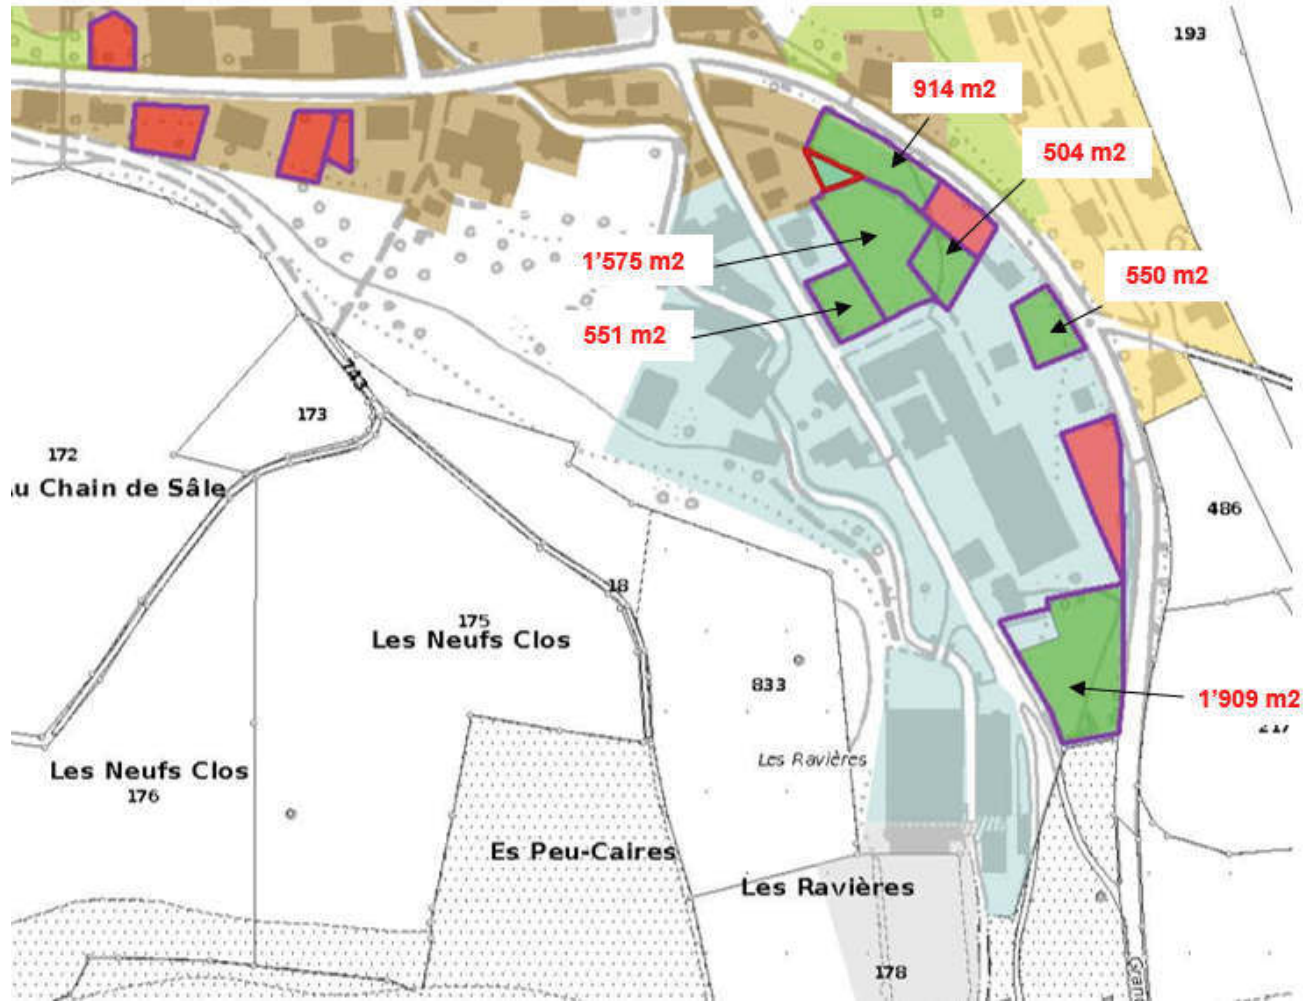 193
914 m2
504 m2
1’575 m2
550 m2
551 m2
743
173
172
u Chain de Sâle
486
18
175
Les Neufs Clos
833
1’909 m2
217
Les Ravières
Les Neufs Clos
176
Es Peu-Caires
Les Ravières
178
Gran